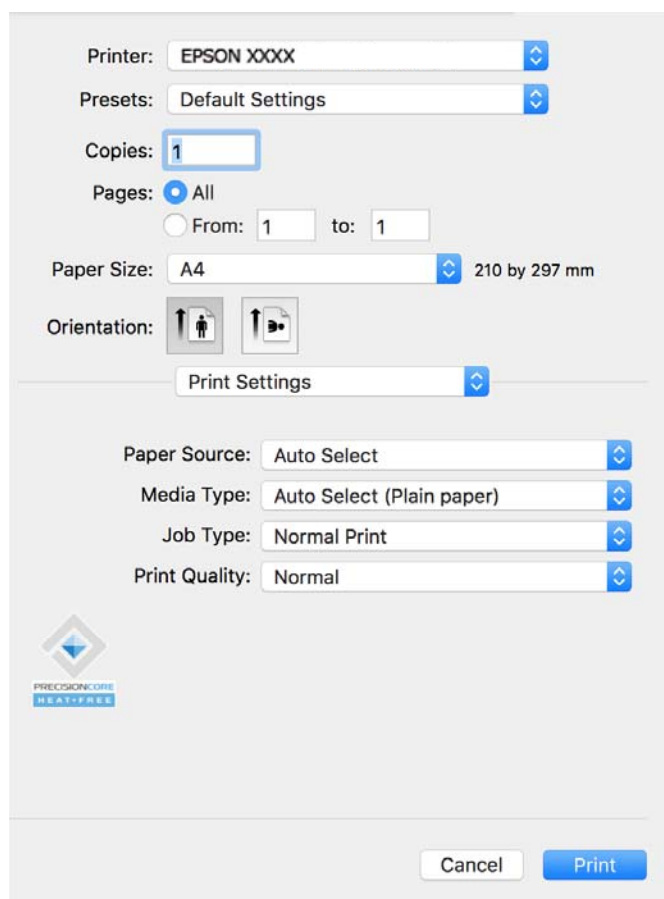 Printer: EPSON XXXX
Presets: Default Settings
Copies: 1
Pages: All
From: 1 to: 1
Paper Size: A4 210 by 297 mm
Orientation:
Print Settings
Paper Source: Auto Select
Media Type: Auto Select (Plain paper)
Job Type: Normal Print
Print Quality: Normal
PRECISIONCORE
HEAT-FREE
Cancel Print